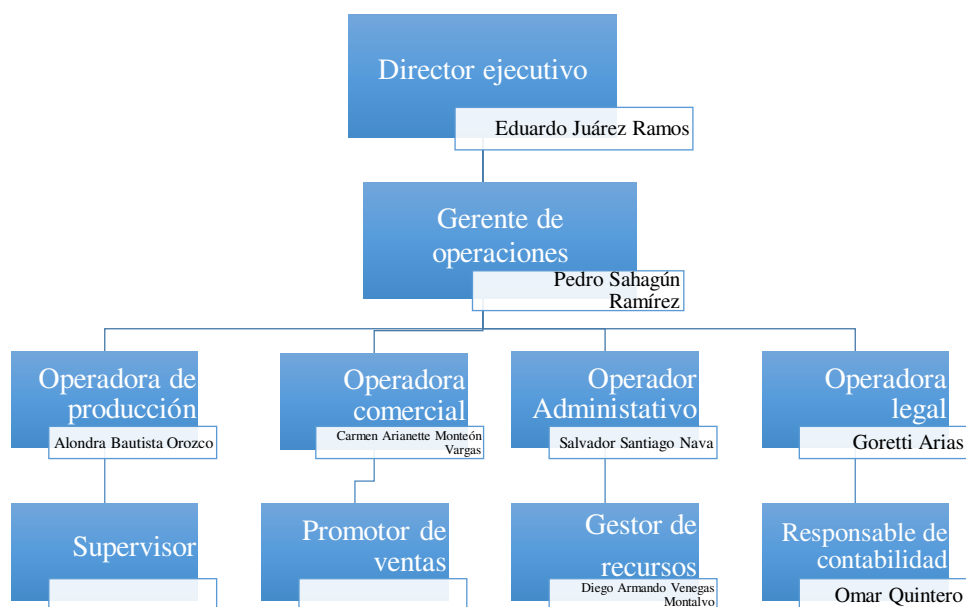 Director ejecutivo
Eduardo Juárez Ramos
Gerente de
operaciones
Pedro Sahagún
Ramírez
Operadora de
producción
Alondra Bautista Orozco
Operadora
comercial
Carmen Arianette Monteón
Vargas
Operador
Administativo
Salvador Santiago Nava
Operadora
legal
Goretti Arias
Supervisor
Promotor de
ventas
Gestor de
recursos
Diego Armando Venegas
Montalvo
Responsable de
contabilidad
Omar Quintero